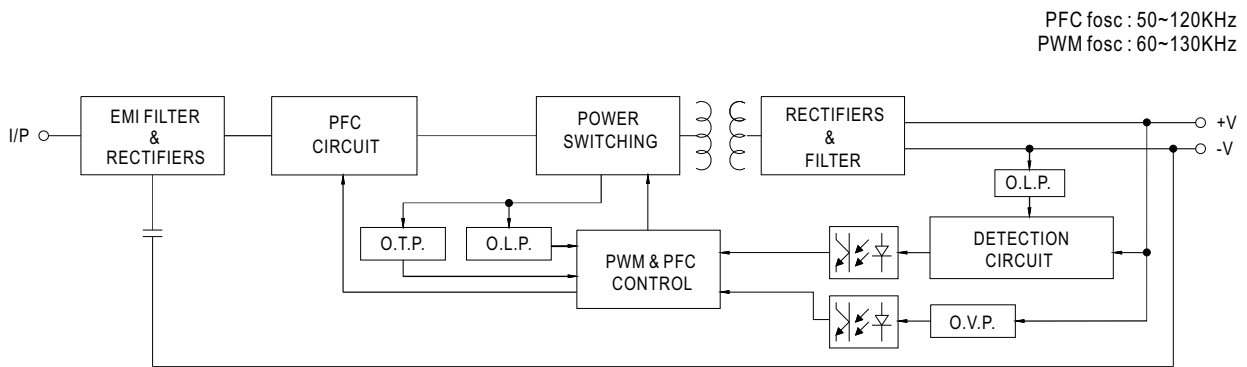 PFC fosc : 50~120KHz
PWM fosc : 60~130KHz
I/P
EMI FILTER
&
RECTIFIERS
PFC
CIRCUIT
POWER
SWITCHING
RECTIFIERS
&
FILTER
+V
-V
O.L.P.
O.T.P.
O.L.P.
PWM & PFC
CONTROL
DETECTION
CIRCUIT
O.V.P.